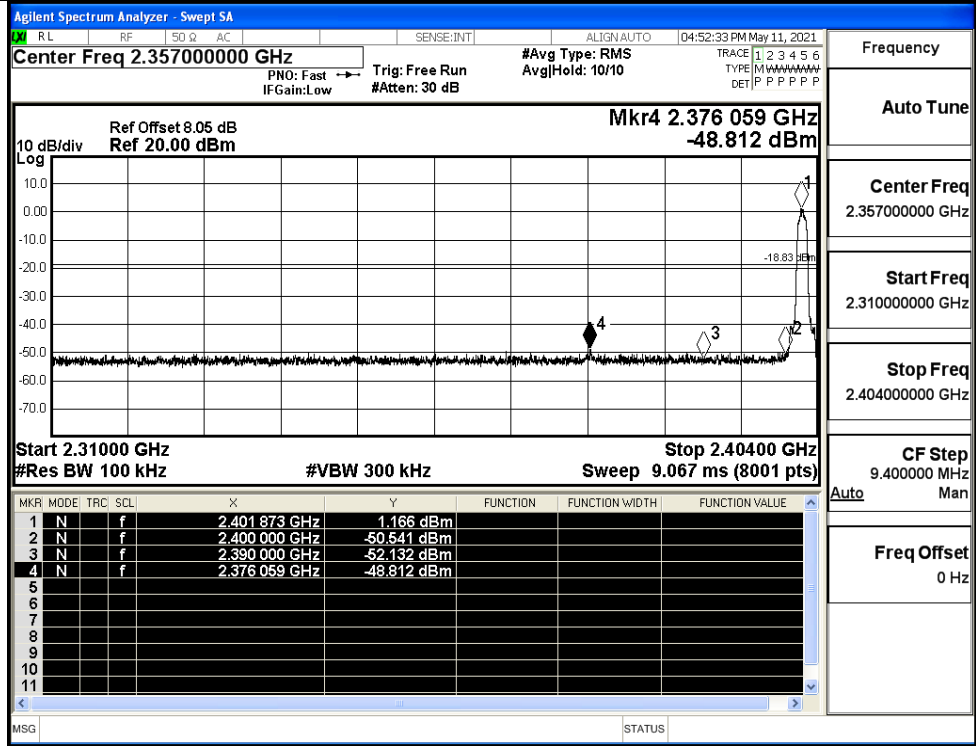 Agilent Spectrum Analyzer - Swept SA
LXI RL RF 50 Ω AC SENSE:INT ALIGN AUTO 04:52:33 PM May 11, 2021
Center Freq 2.357000000 GHz
PNO: Fast
IFGain:Low
Trig: Free Run
#Atten: 30 dB
#Avg Type: RMS
Avg|Hold: 10/10
TRACE 1 2 3 4 5 6
TYPE M WWWWW
DET P P P P P P
Ref Offset 8.05 dB
10 dB/div Ref 20.00 dBm
Log
Mkr4 2.376 059 GHz
-48.812 dBm
10.0
0.00
-10.0
-20.0
-30.0
-40.0
-50.0
-60.0
-70.0
1
-18.83 dBm
4
3
2
Start 2.31000 GHz Stop 2.40400 GHz
#Res BW 100 kHz #VBW 300 kHz Sweep 9.067 ms (8001 pts)
MKR MODE TRC SCL X Y FUNCTION FUNCTION WIDTH FUNCTION VALUE
1 N f 2.401 873 GHz 1.166 dBm
2 N f 2.400 000 GHz -50.541 dBm
3 N f 2.390 000 GHz -52.132 dBm
4 N f 2.376 059 GHz -48.812 dBm
5
6
7
8
9
10
11
MSG STATUS
Frequency
Auto Tune
Center Freq
2.357000000 GHz
Start Freq
2.310000000 GHz
Stop Freq
2.404000000 GHz
CF Step
9.400000 MHz
Auto Man
Freq Offset
0 Hz